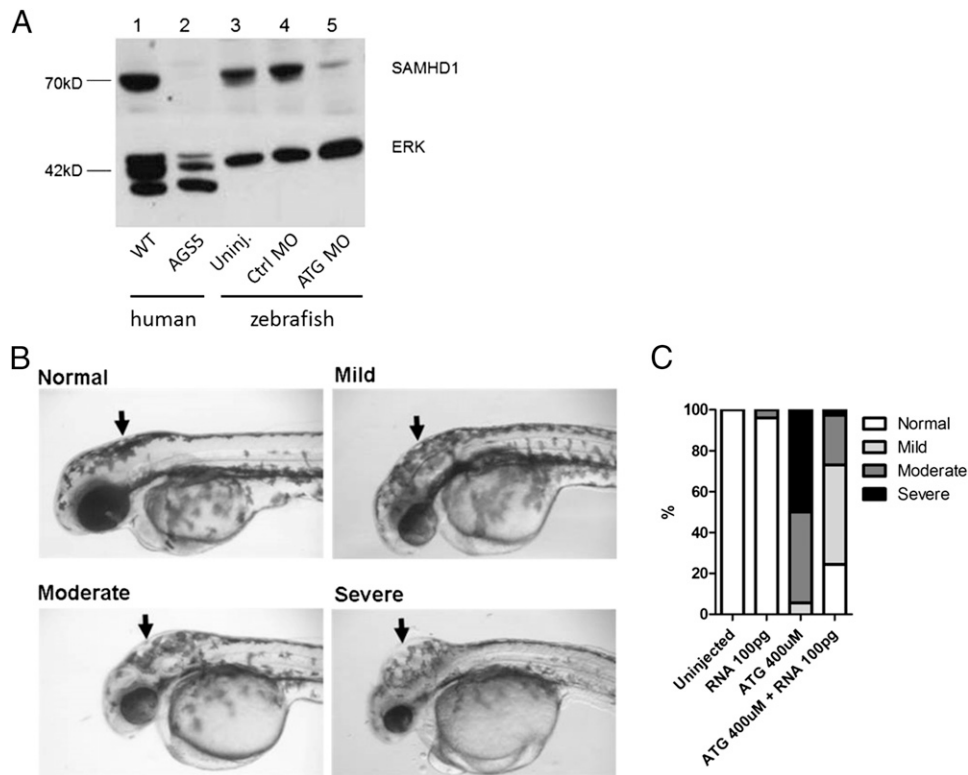 A
1 2 3 4 5
70kD
SAMHD1
42kD
ERK
WT
AGS5
Uninj.
Ctrl MO
ATG MO
human
zebrafish
B
Normal
Mild
Moderate
Severe
C
100
80
60
40
20
0
%
Normal
Mild
Moderate
Severe
Uninjected
RNA 100pg
ATG 400uM
ATG 400uM + RNA 100pg